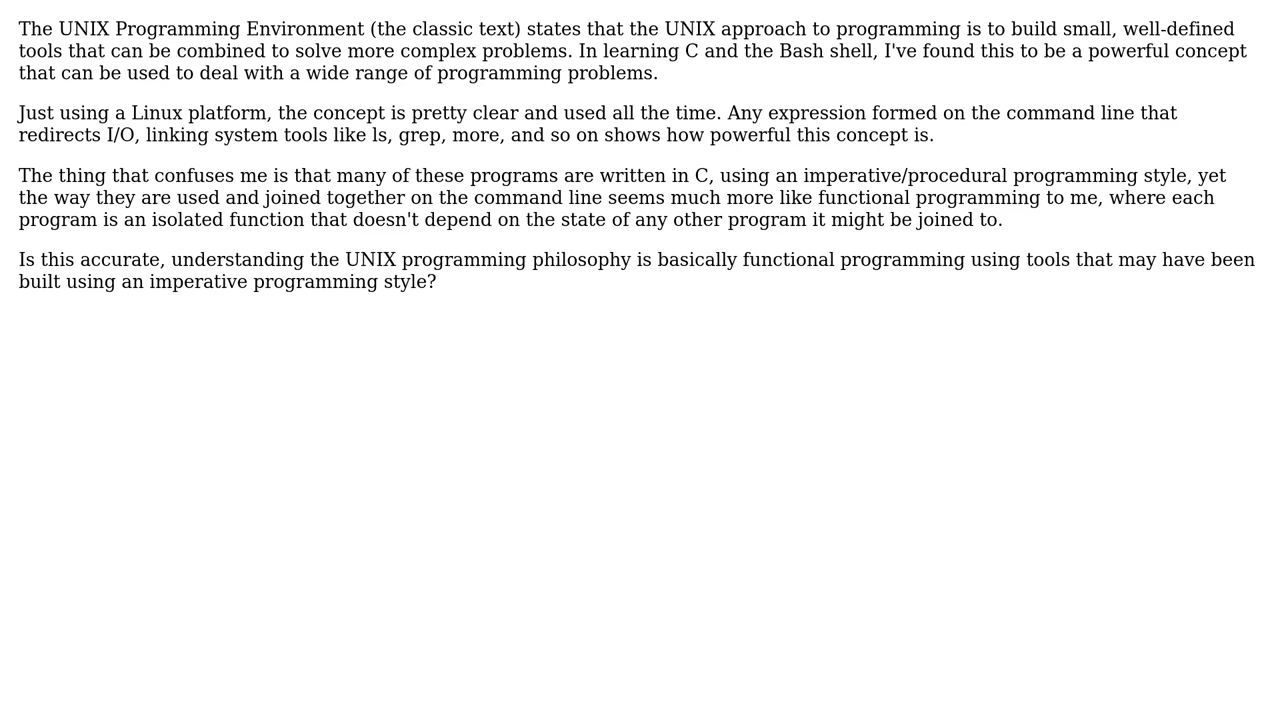 The UNIX Programming Environment (the classic text) states that the UNIX approach to programming is to build small, well-defined
tools that can be combined to solve more complex problems. In learning C and the Bash shell, I've found this to be a powerful concept
that can be used to deal with a wide range of programming problems.
Just using a Linux platform, the concept is pretty clear and used all the time. Any expression formed on the command line that
redirects I/O, linking system tools like ls, grep, more, and so on shows how powerful this concept is.
The thing that confuses me is that many of these programs are written in C, using an imperative/procedural programming style, yet
the way they are used and joined together on the command line seems much more like functional programming to me, where each
program is an isolated function that doesn't depend on the state of any other program it might be joined to.
Is this accurate, understanding the UNIX programming philosophy is basically functional programming using tools that may have been
built using an imperative programming style?